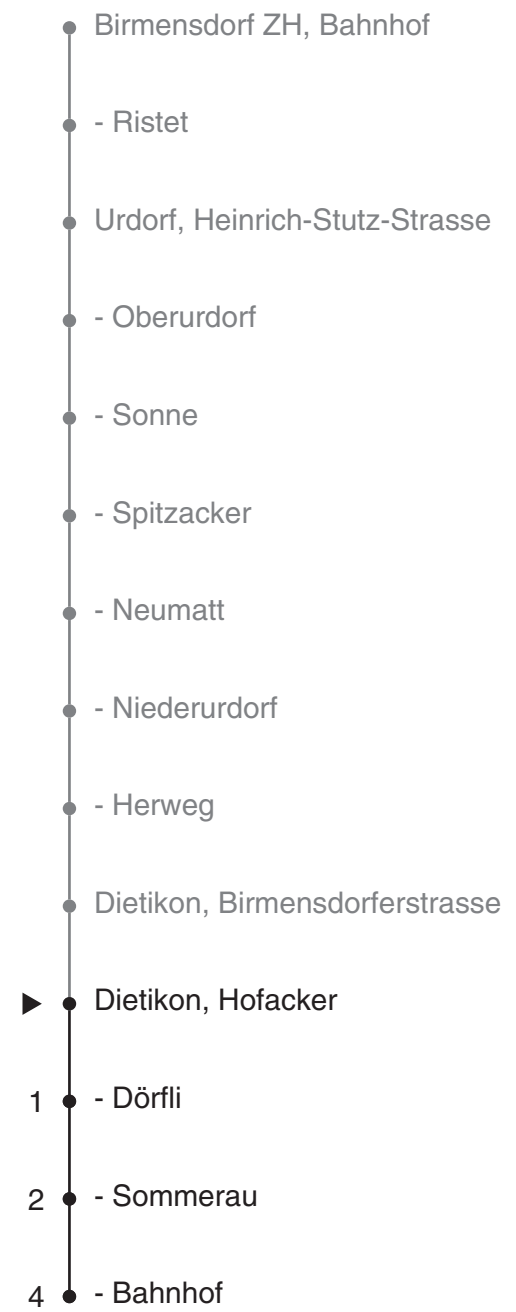 Birmensdorf ZH, Bahnhof
- Ristet
Urdorf, Heinrich-Stutz-Strasse
- Oberurdorf
- Sonne
- Spitzacker
- Neumatt
- Niederurdorf
- Herweg
Dietikon, Birmensdorferstrasse
Dietikon, Hofacker
1 - Dörfli
2 - Sommerau
4 - Bahnhof